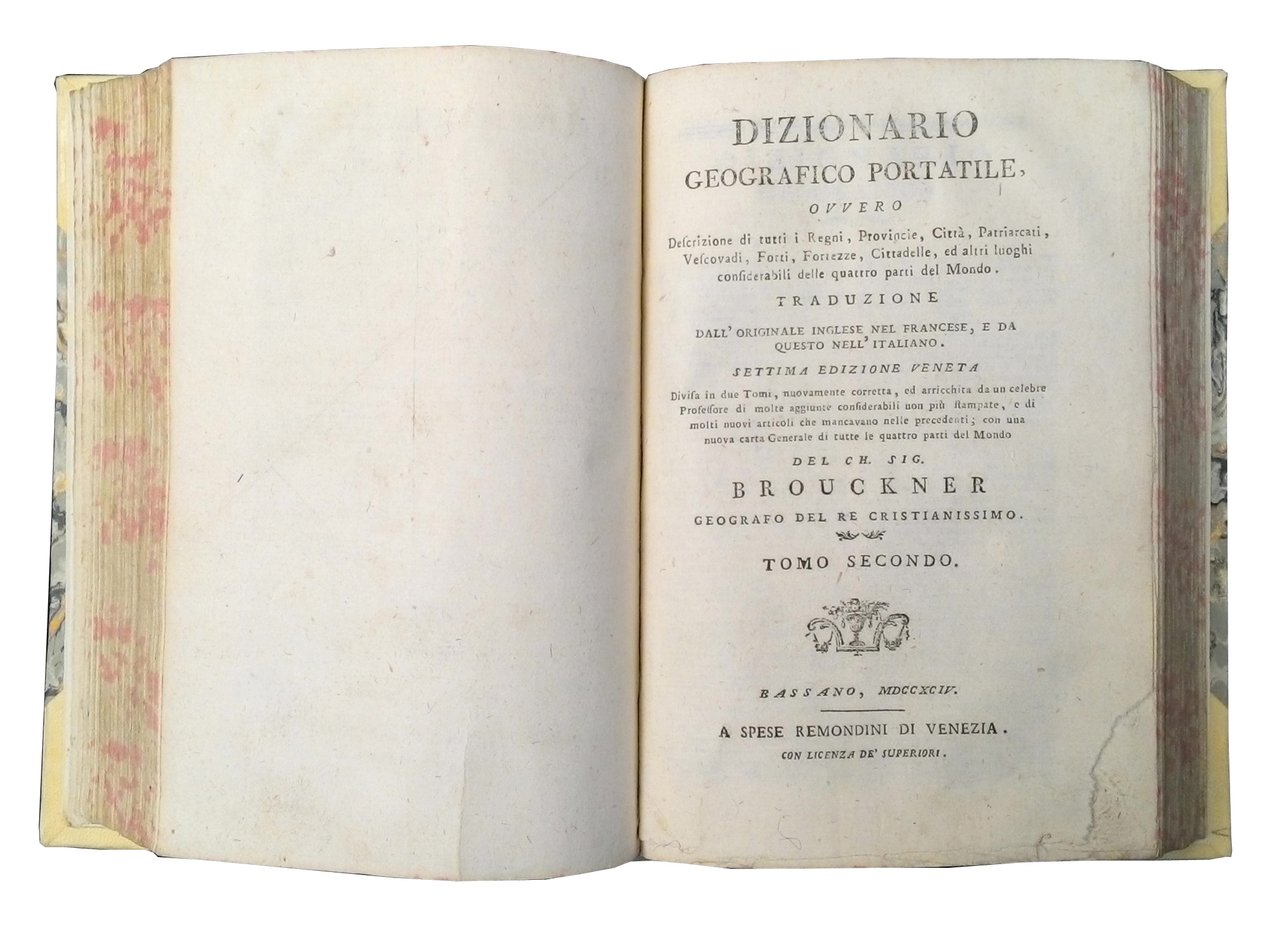 DIZIONARIO
GEOGRAFICO PORTATILE,
OVVERO
Deſcrizione di tutti i Regni, Provincie, Città, Patriarcati,
Veſcovadi, Forti, Fortezze, Cittadelle, ed altri luoghi
conſiderabili delle quattro parti del Mondo.
TRADUZIONE
DALL' ORIGINALE INGLESE NEL FRANCESE, E DA
QUESTO NELL' ITALIANO.
SETTIMA EDIZIONE VENETA
Diviſa in due Tomi, nuovamente corretta, ed arricchita da un celebre
Profeſſore di molte aggiunte conſiderabili non più ſtampate, e di
molti nuovi articoli che mancavano nelle precedenti; con una
nuova carta Generale di tutte le quattro parti del Mondo
DEL CH. SIG.
BROUCKNER
GEOGRAFO DEL RE CRISTIANISSIMO.
TOMO SECONDO.
BASSANO, MDCCXCIV.
A SPESE REMONDINI DI VENEZIA.
CON LICENZA DE' SUPERIORI.